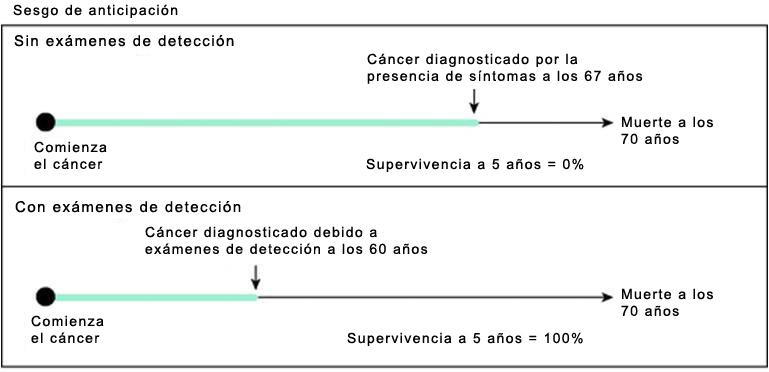 Sesgo de anticipación
Sin exámenes de detección
Cáncer diagnosticado por la
presencia de síntomas a los 67 años
Muerte a los
70 años
Comienza
el cáncer
Supervivencia a 5 años = 0%
Con exámenes de detección
Cáncer diagnosticado debido a
exámenes de detección a los 60 años
Muerte a los
70 años
Comienza
el cáncer
Supervivencia a 5 años = 100%